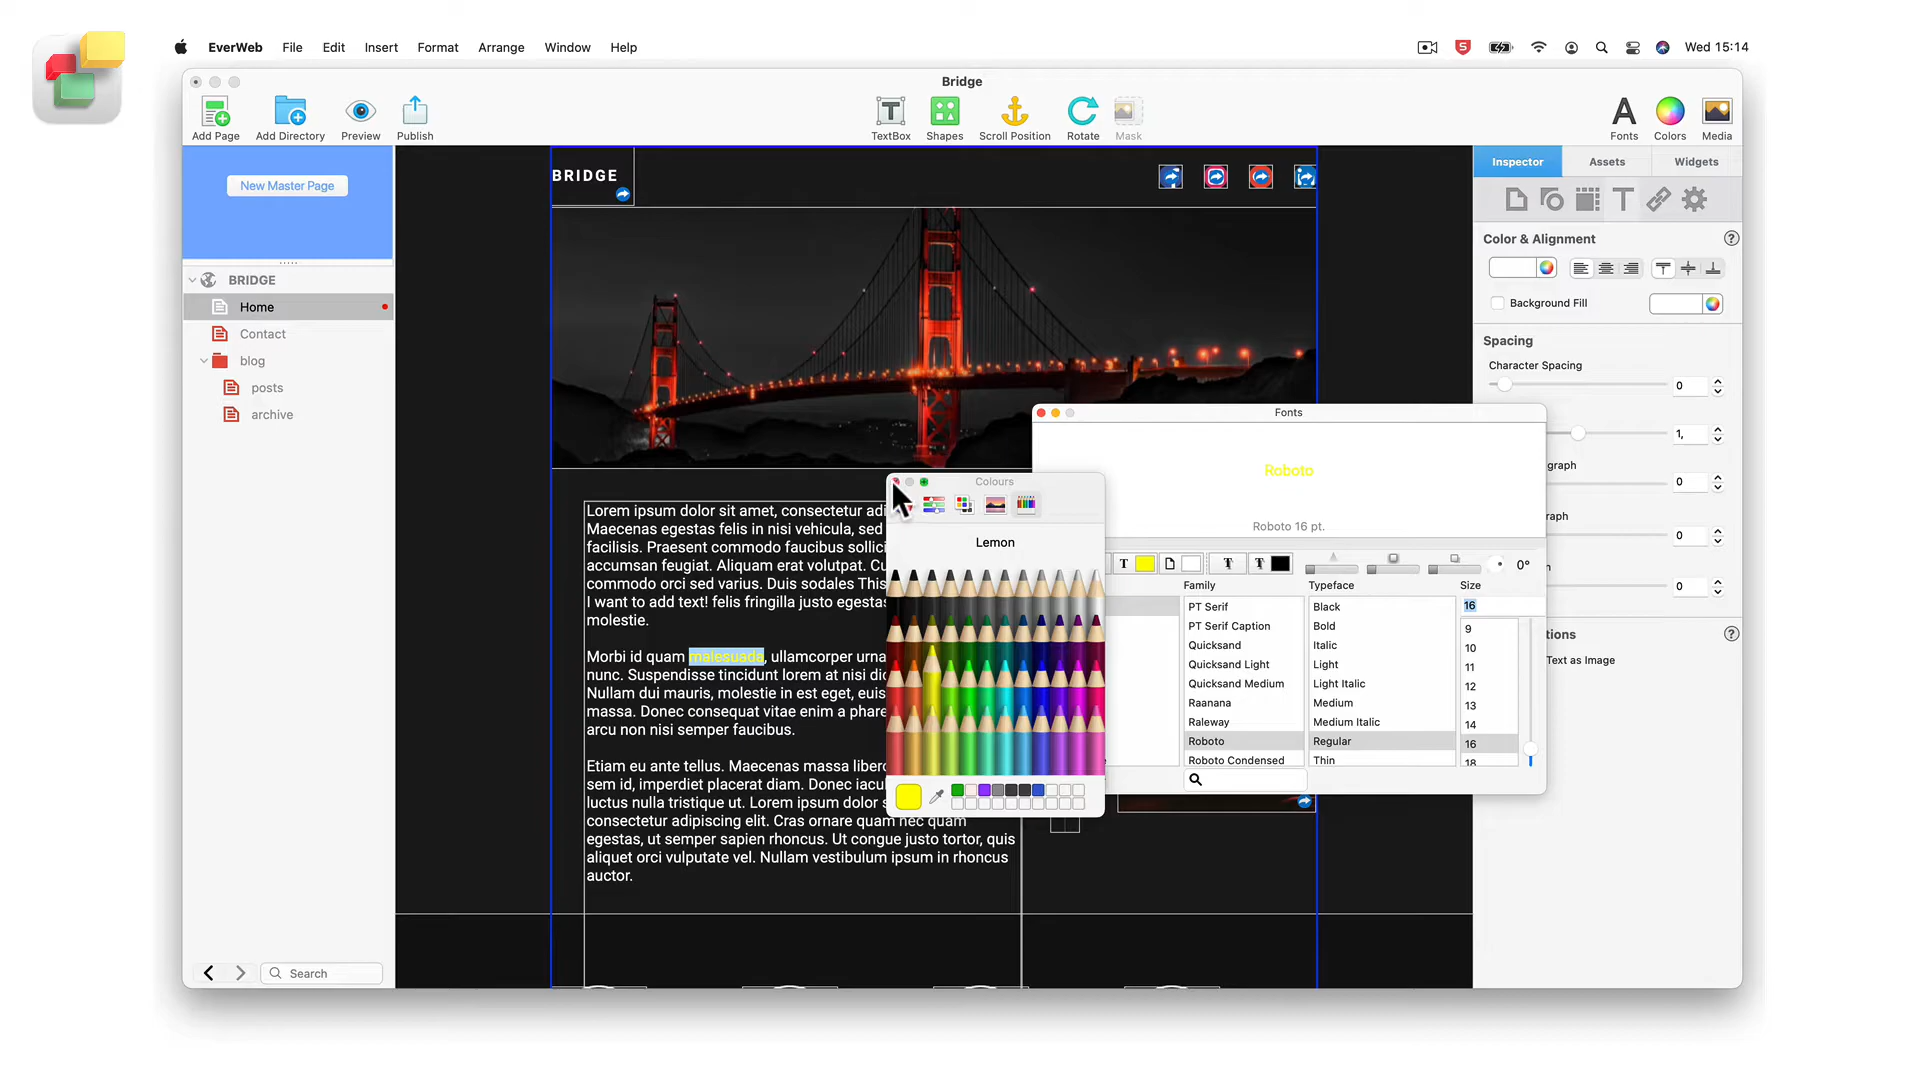 EverWeb File Edit Insert Format Arrange Window Help
S
Wed 15:14
Bridge
Add Page
Add Directory
Preview
Publish
TextBox
Shapes
Scroll Position
Rotate
Mask
Fonts
Colors
Media
New Master Page
BRIDGE
Home
Contact
blog
posts
archive
Search
BRIDGE
Lorem ipsum dolor sit amet, consectetur adi
Maecenas egestas felis in nisi vehicula, sed
facilisis. Praesent commodo faucibus sollici
accumsan feugiat. Aliquam erat volutpat. Cu
commodo orci sed varius. Duis sodales This
I want to add text! felis fringilla justo egestas
molestie.
Morbi id quam malesuada, ullamcorper urna
nunc. Suspendisse tincidunt lorem at nisi dic
Nullam dui mauris, molestie in est eget, euis
massa. Donec consequat vitae enim a phare
arcu non nisi semper faucibus.
Etiam eu ante tellus. Maecenas massa liberc
sem id, imperdiet placerat diam. Donec iacu
luctus nulla tristique ut. Lorem ipsum dolor s
consectetur adipiscing elit. Cras ornare quam nec quam
egestas, ut semper sapien rhoncus. Ut congue justo tortor, quis
aliquet orci vulputate vel. Nullam vestibulum ipsum in rhoncus
auctor.
Colours
Lemon
Fonts
Roboto
Roboto 16 pt.
T
T
T
0°
Family
PT Serif
PT Serif Caption
Quicksand
Quicksand Light
Quicksand Medium
Raanana
Raleway
Roboto
Roboto Condensed
Typeface
Black
Bold
Italic
Light
Light Italic
Medium
Medium Italic
Regular
Thin
Size
16
9
10
11
12
13
14
16
18
Inspector
Assets
Widgets
Color & Alignment
?
Background Fill
Spacing
Character Spacing
0
1,
graph
0
raph
0
0
tions
?
Text as Image